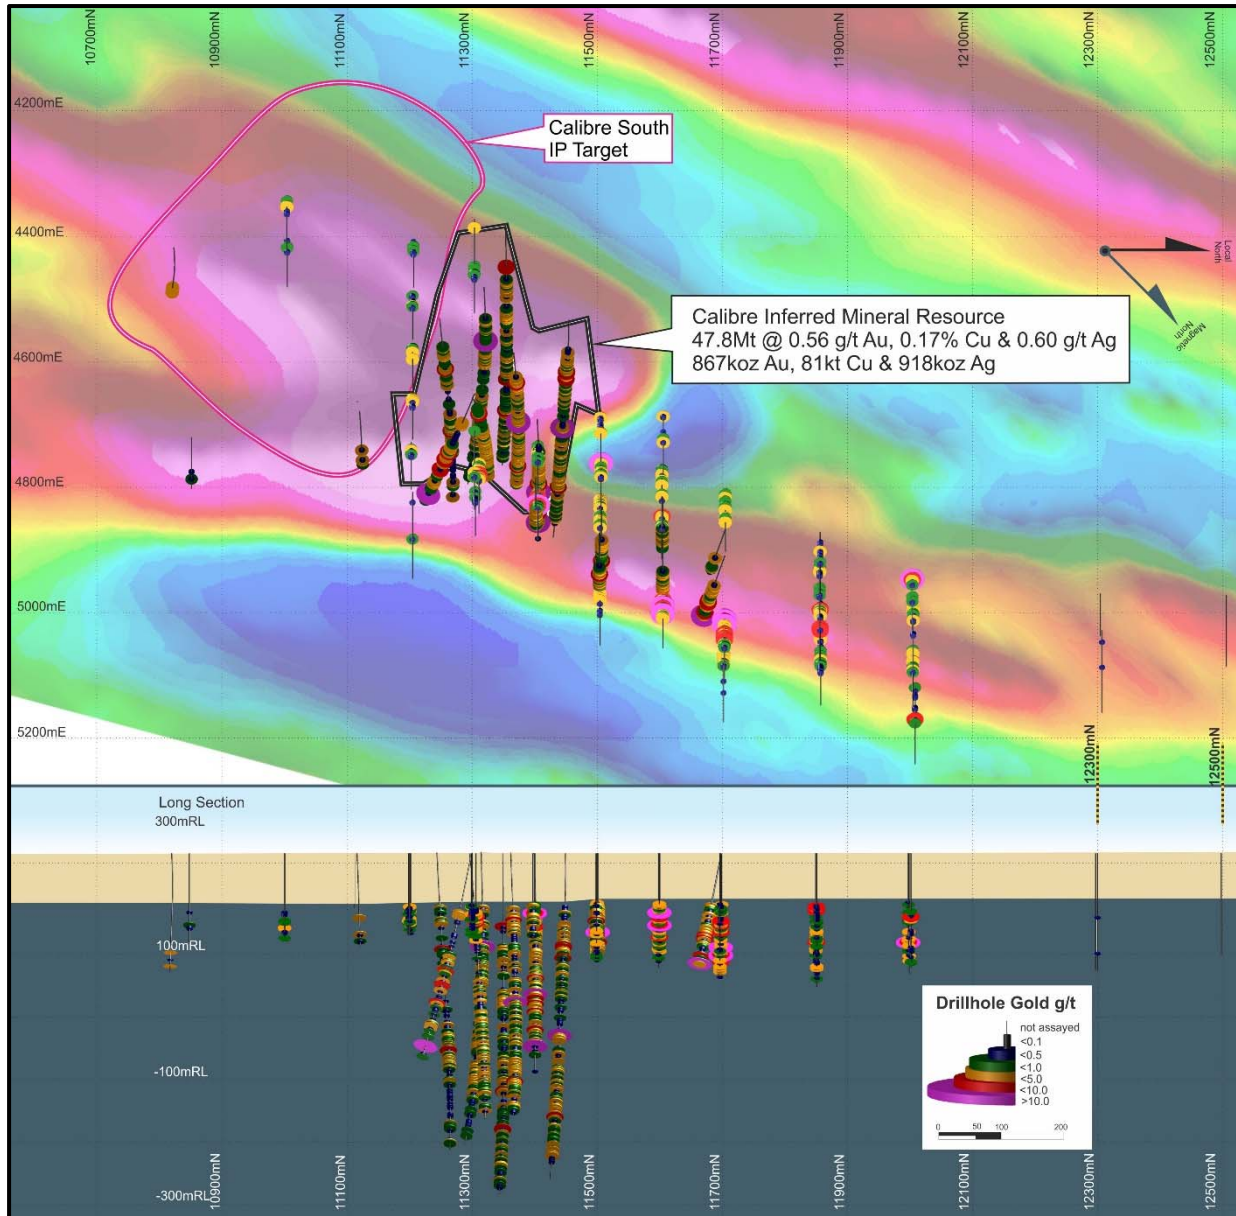 10700mN
10900mN
11100mN
11300mN
11500mN
11700mN
11900mN
12100mN
12300mN
12500mN
4200mE
4400mE
4600mE
4800mE
5000mE
5200mE
Calibre South
IP Target
Local
North
Magnetic
North
Calibre Inferred Mineral Resource
47.8Mt @ 0.56 g/t Au, 0.17% Cu & 0.60 g/t Ag
867koz Au, 81kt Cu & 918koz Ag
12300mN
12500mN
Long Section
300mRL
100mRL
-100mRL
-300mRL
Drillhole Gold g/t
not assayed
<0.1
<0.5
<1.0
<5.0
<10.0
>10.0
0 50 100 200
10900mN
11100mN
11300mN
11500mN
11700mN
11900mN
12100mN
12300mN
12500mN